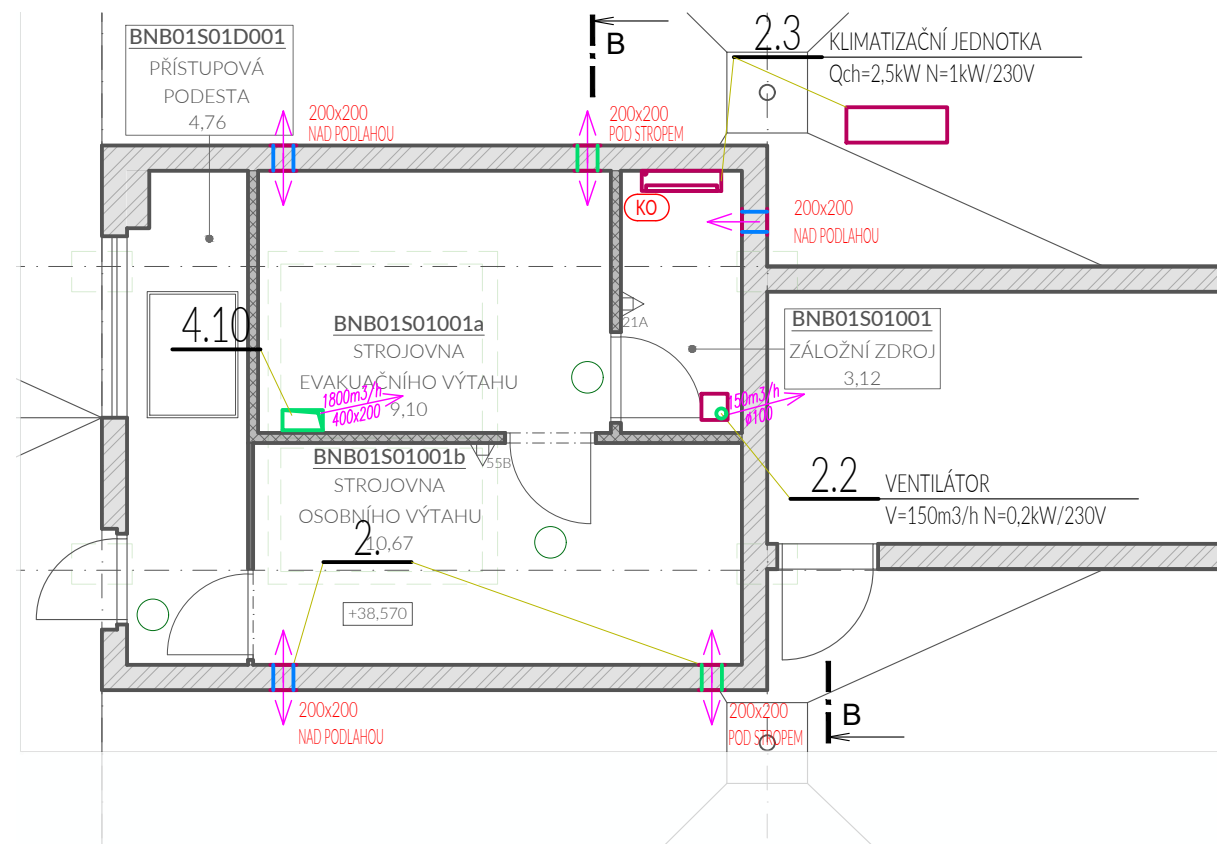 BNB01S01D001
PŘÍSTUPOVÁ
PODESTA
4,76
B
2.3
KLIMATIZAČNÍ JEDNOTKA
Qch=2,5kW N=1kW/230V
200x200
NAD PODLAHOU
200x200
POD STROPEM
KO
200x200
NAD PODLAHOU
4.10
BNB01S01001a
STROJOVNA
EVAKUAČNÍHO VÝTAHU
9,10
1800m3/h
400x200
21A
BNB01S01001
ZÁLOŽNÍ ZDROJ
3,12
150m3/h
ø100
BNB01S01001b
STROJOVNA
OSOBNÍHO VÝTAHU
10,67
55B
2.2
VENTILÁTOR
V=150m3/h N=0,2kW/230V
2.
+38,570
200x200
NAD PODLAHOU
200x200
POD STROPEM
B